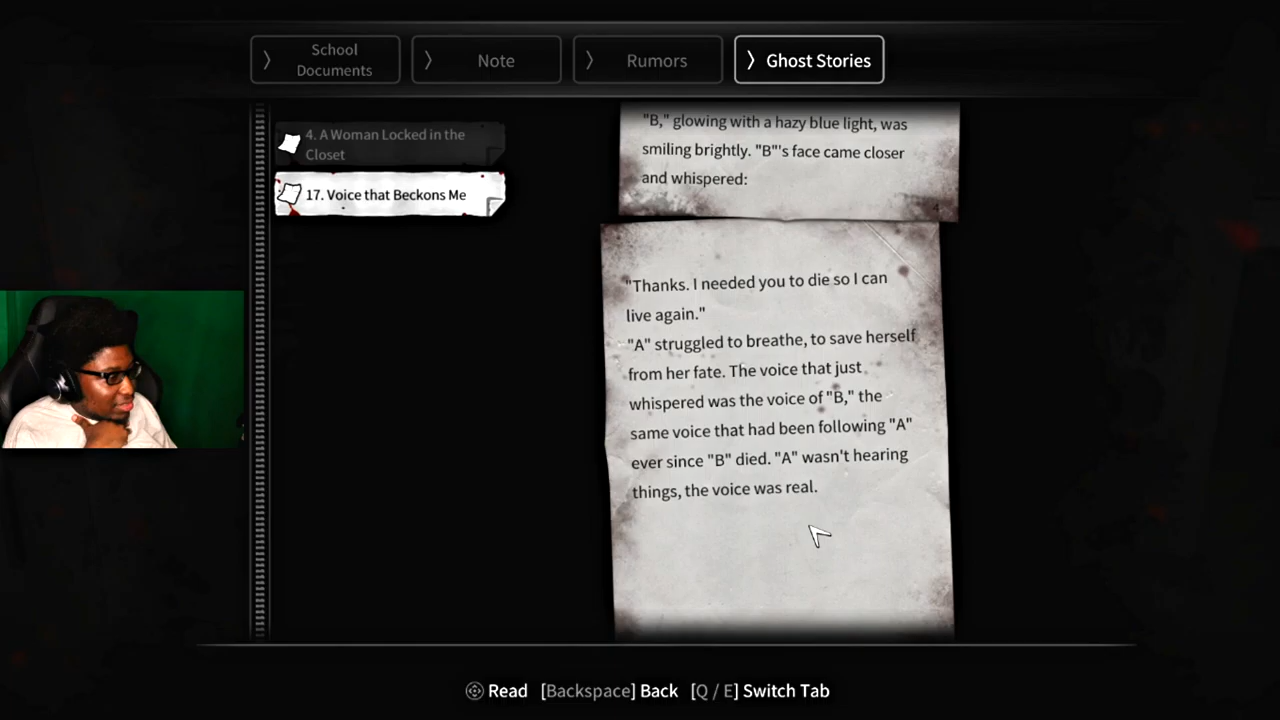 School
Documents
Note
Rumors
Ghost Stories
4. A Woman Locked in the
Closet
17. Voice that Beckons Me
"B," glowing with a hazy blue light, was
smiling brightly. "B"'s face came closer
and whispered:
"Thanks. I needed you to die so I can
live again."
"A" struggled to breathe, to save herself
from her fate. The voice that just
whispered was the voice of "B," the
same voice that had been following "A"
ever since "B" died. "A" wasn't hearing
things, the voice was real.
Read [Backspace] Back [Q / E] Switch Tab